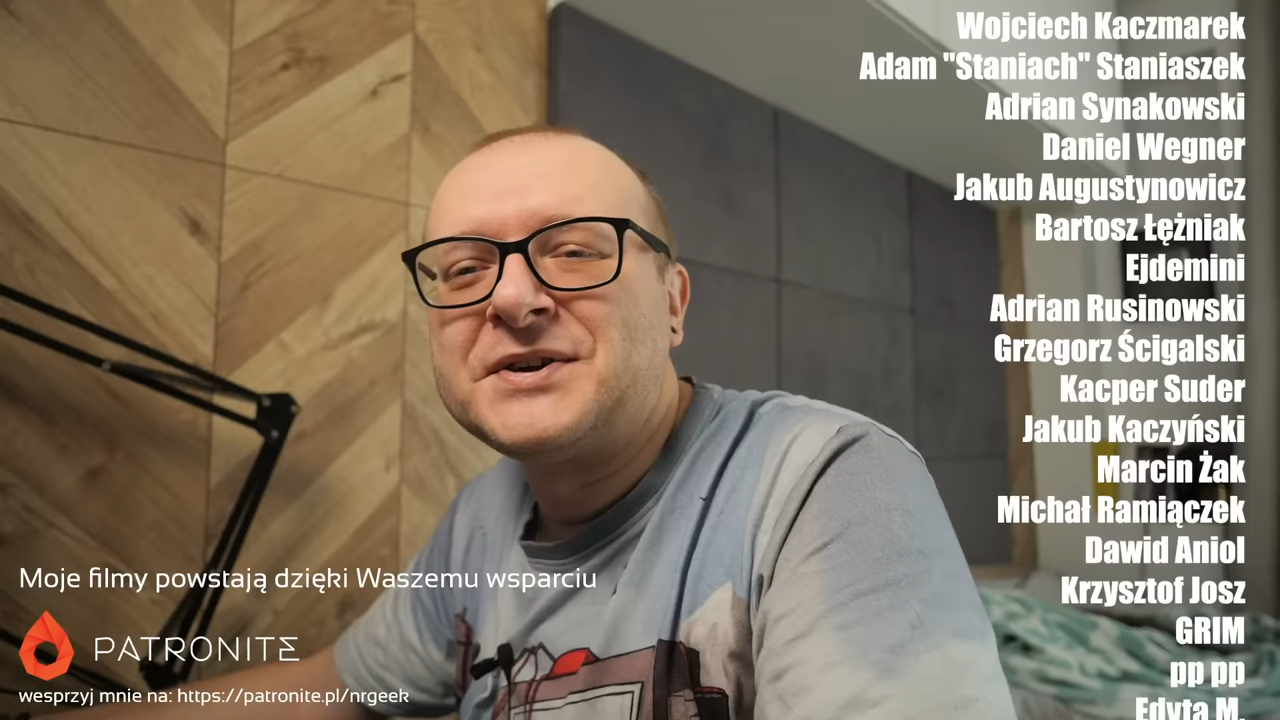 Wojciech Kaczmarek
Adam "Staniach" Staniaszek
Adrian Synakowski
Daniel Wegner
Jakub Augustynowicz
Bartosz Łężniak
Ejdemini
Adrian Rusinowski
Grzegorz Ścigalski
Kacper Suder
Jakub Kaczyński
Marcin Żak
Michał Ramiączek
Dawid Aniol
Krzysztof Josz
GRIM
pp pp
Edyta M.
Moje filmy powstają dzięki Waszemu wsparciu
PATRONITE
wesprzyj mnie na: https://patronite.pl/nrgeek